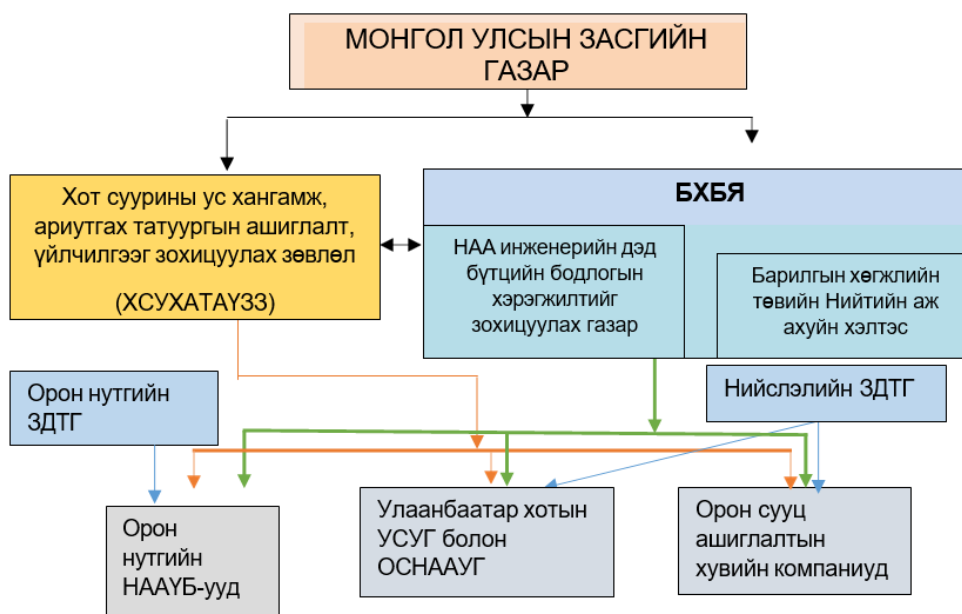 МОНГОЛ УЛСЫН ЗАСГИЙН
ГАЗАР
Хот суурины ус хангамж,
ариутгах татуургын ашиглалт,
үйлчилгээг зохицуулах зөвлөл
(ХСУХАТАҮЗЗ)
БХБЯ
НАА инженерийн дэд
бүтцийн бодлогын
хэрэгжилтийг
зохицуулах газар
Барилгын хөгжлийн
төвийн Нийтийн аж
ахуйн хэлтэс
Орон нутгийн
ЗДТГ
Нийслэлийн ЗДТГ
Орон
нутгийн
НААҮБ-ууд
Улаанбаатар хотын
УСУГ болон
ОСНААУГ
Орон сууц
ашиглалтын
хувийн компаниуд